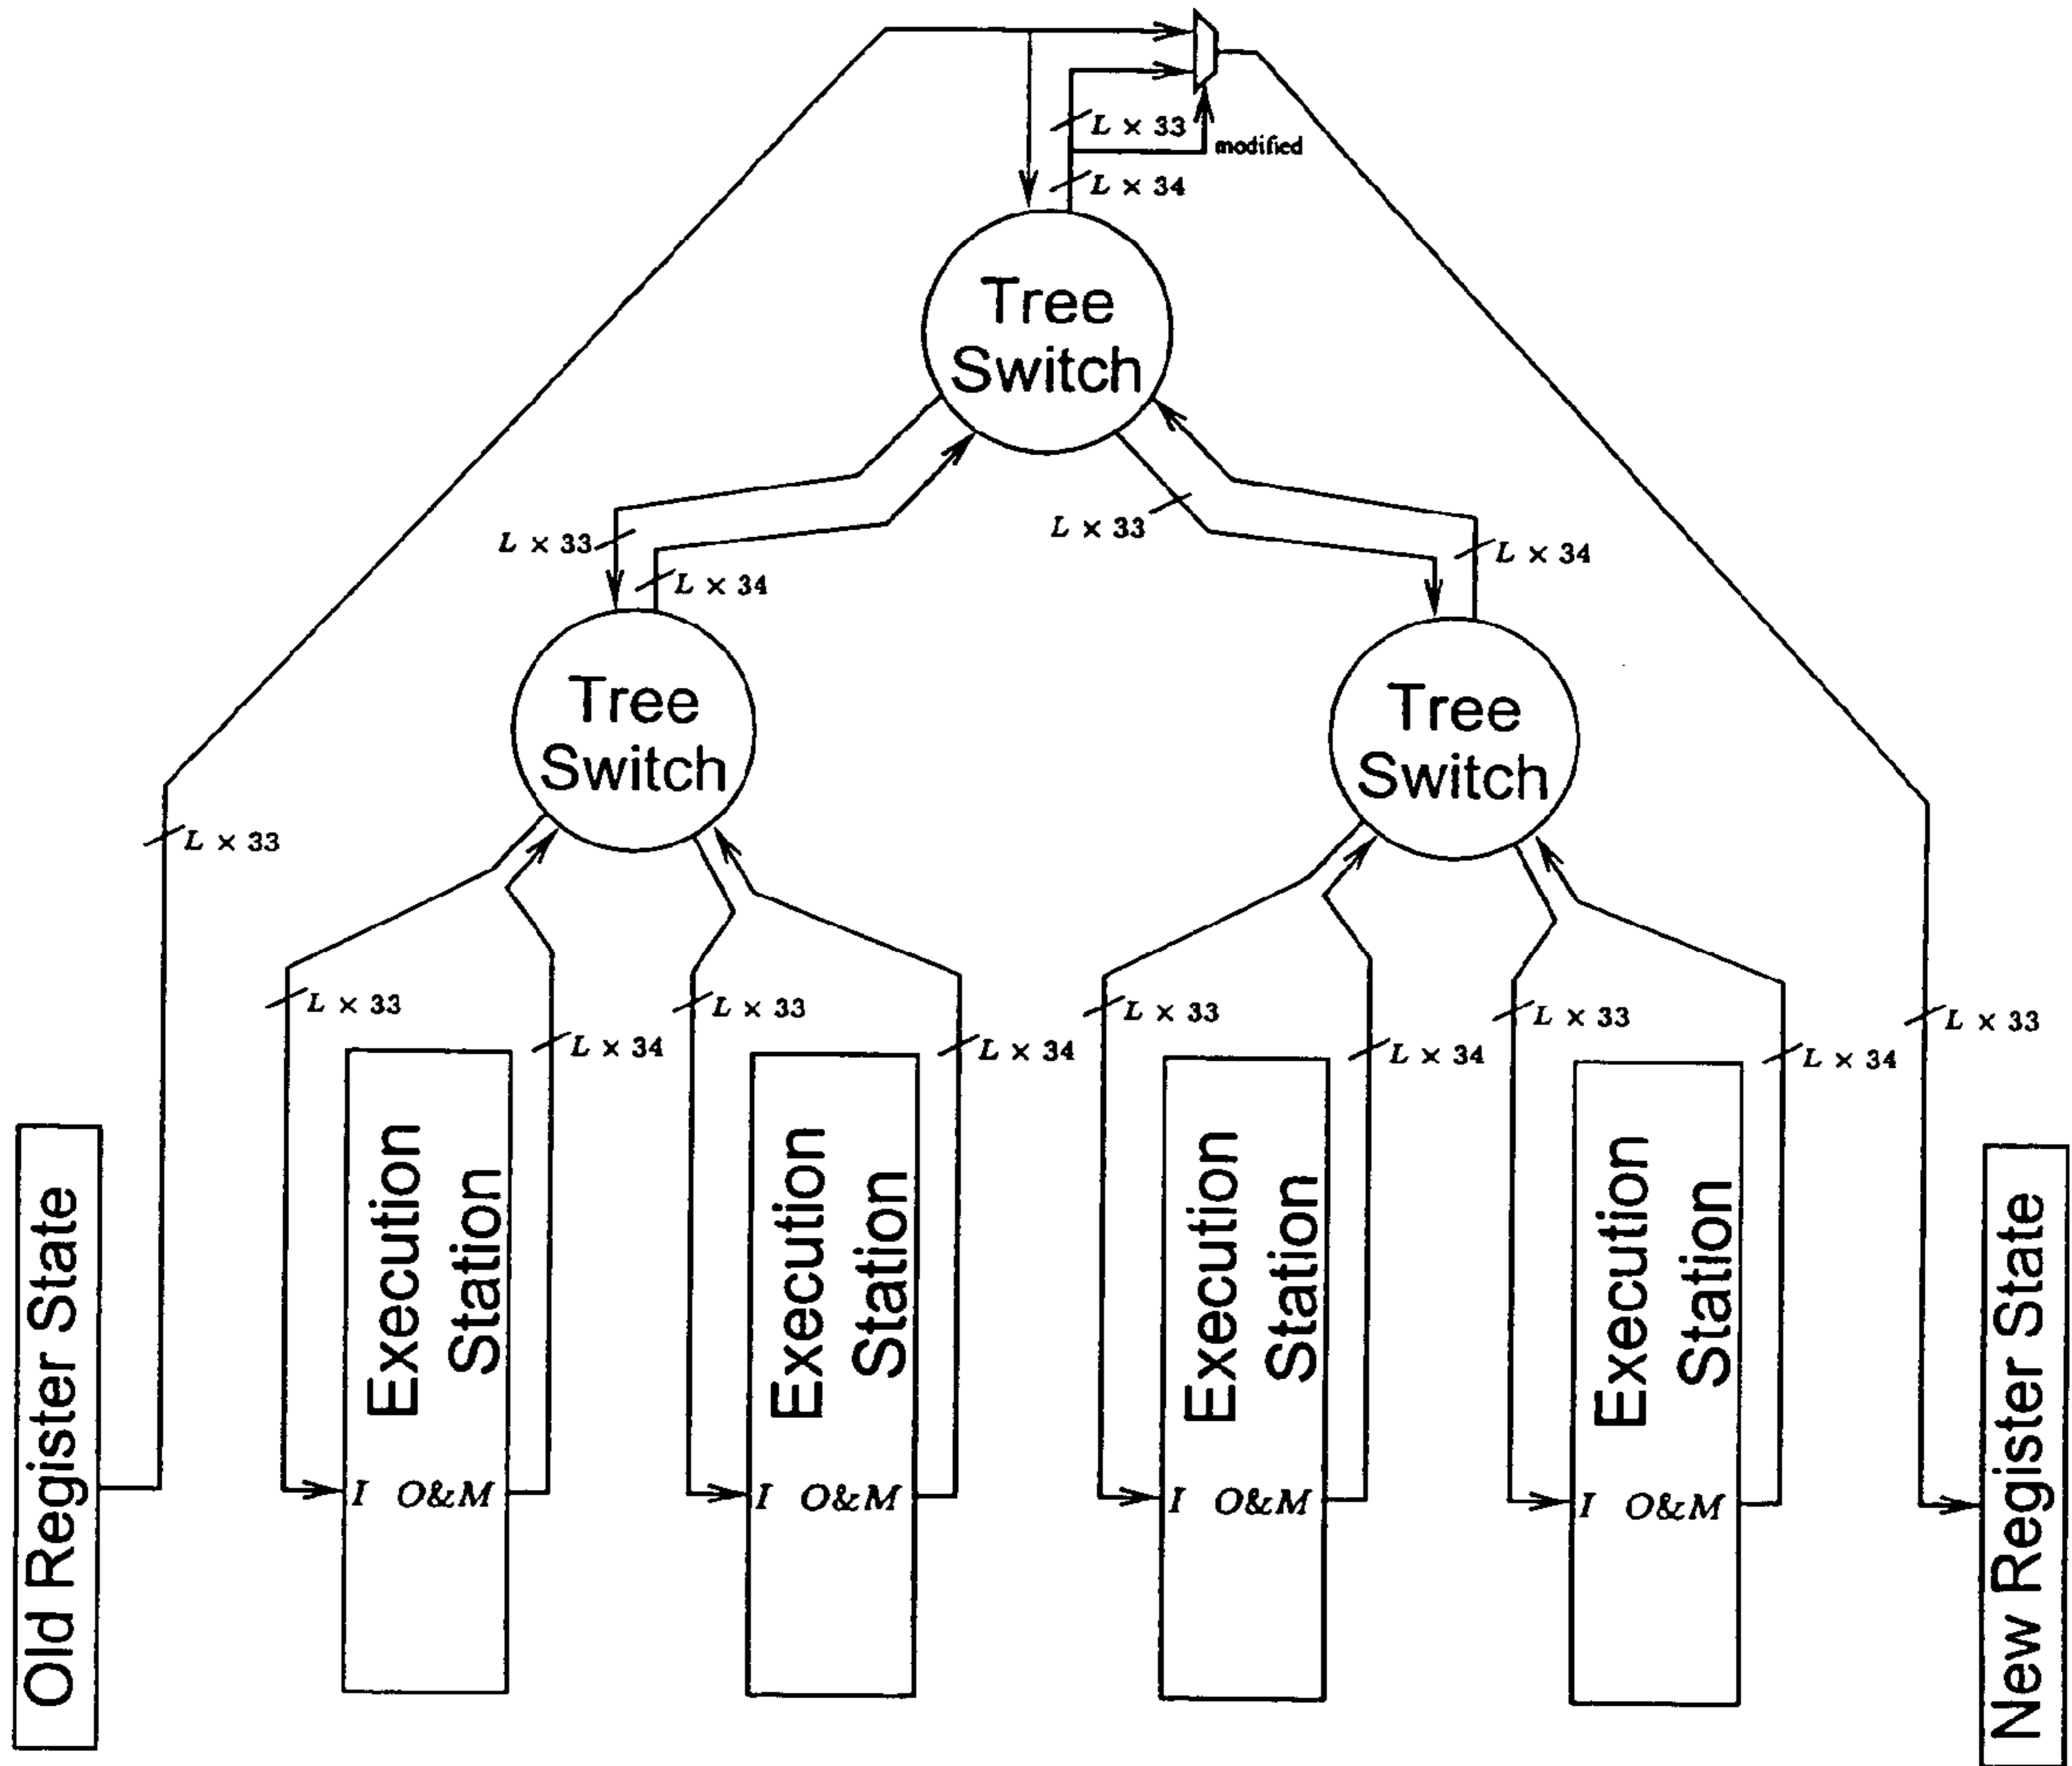 L × 33
modified
L × 34
Tree
Switch
L × 33
L × 33
L × 34
L × 34
Tree
Switch
Tree
Switch
L × 33
L × 33
L × 33
L × 33
L × 33
L × 33
L × 34
L × 34
L × 34
L × 34
Old Register State
Execution
Station
I O&M
Execution
Station
I O&M
Execution
Station
I O&M
Execution
Station
I O&M
New Register State